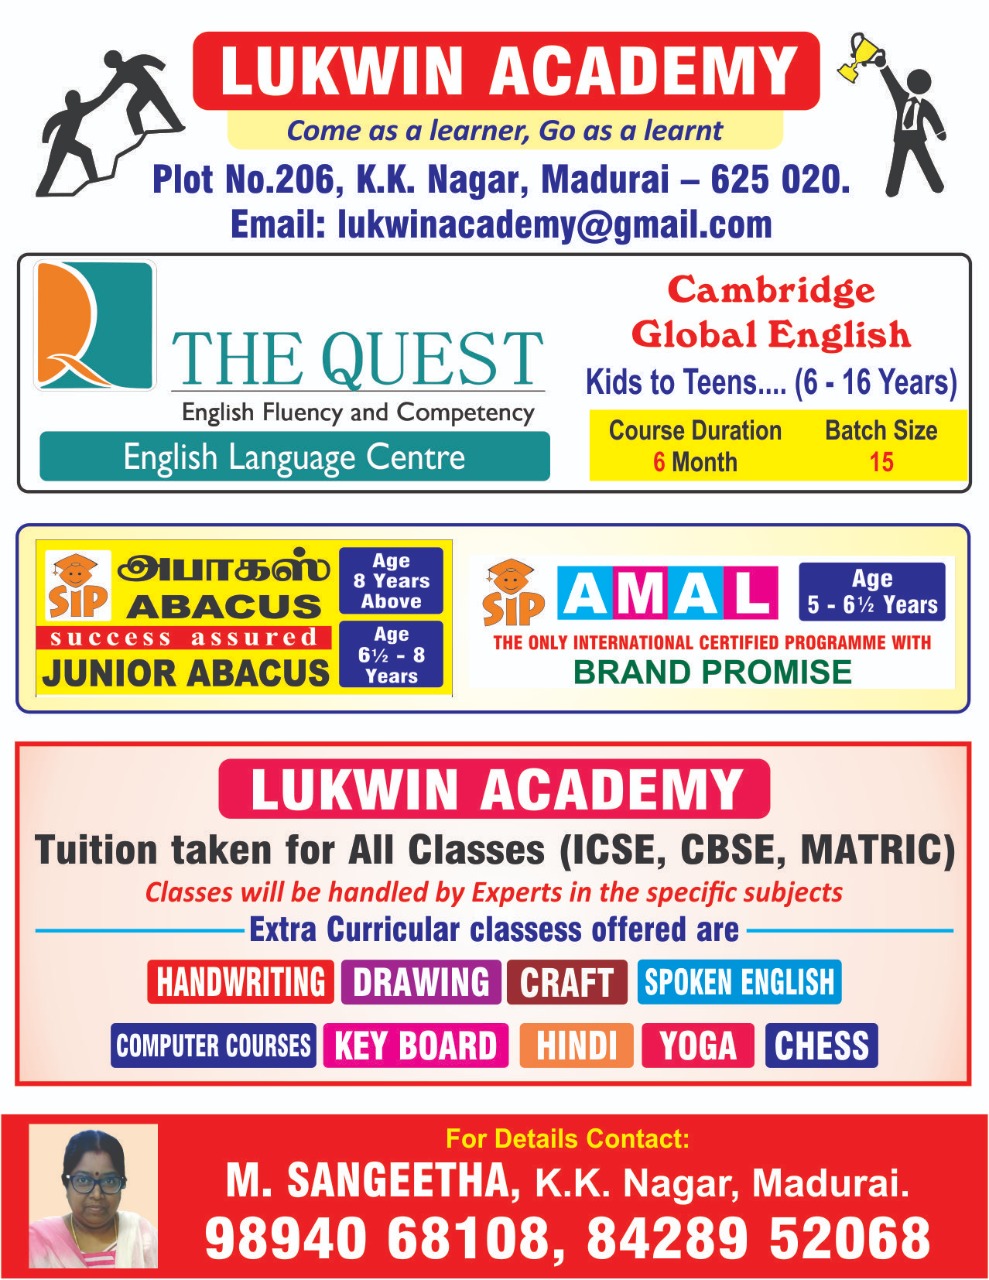 LUKWIN ACADEMY
Come as a learner, Go as a learnt
Plot No.206, K.K. Nagar, Madurai – 625 020.
Email: lukwinacademy@gmail.com
THE QUEST
English Fluency and Competency
English Language Centre
Cambridge
Global English
Kids to Teens.... (6 - 16 Years)
Course Duration
6 Month
Batch Size
15
SIP
அபாகஸ்
ABACUS
success assured
JUNIOR ABACUS
Age
8 Years
Above
Age
6½ - 8
Years
SIP
AMAL
Age
5 - 6½ Years
THE ONLY INTERNATIONAL CERTIFIED PROGRAMME WITH
BRAND PROMISE
LUKWIN ACADEMY
Tuition taken for All Classes (ICSE, CBSE, MATRIC)
Classes will be handled by Experts in the specific subjects
Extra Curricular classess offered are
HANDWRITING DRAWING CRAFT SPOKEN ENGLISH
COMPUTER COURSES KEY BOARD HINDI YOGA CHESS
For Details Contact:
M. SANGEETHA, K.K. Nagar, Madurai.
98940 68108, 84289 52068